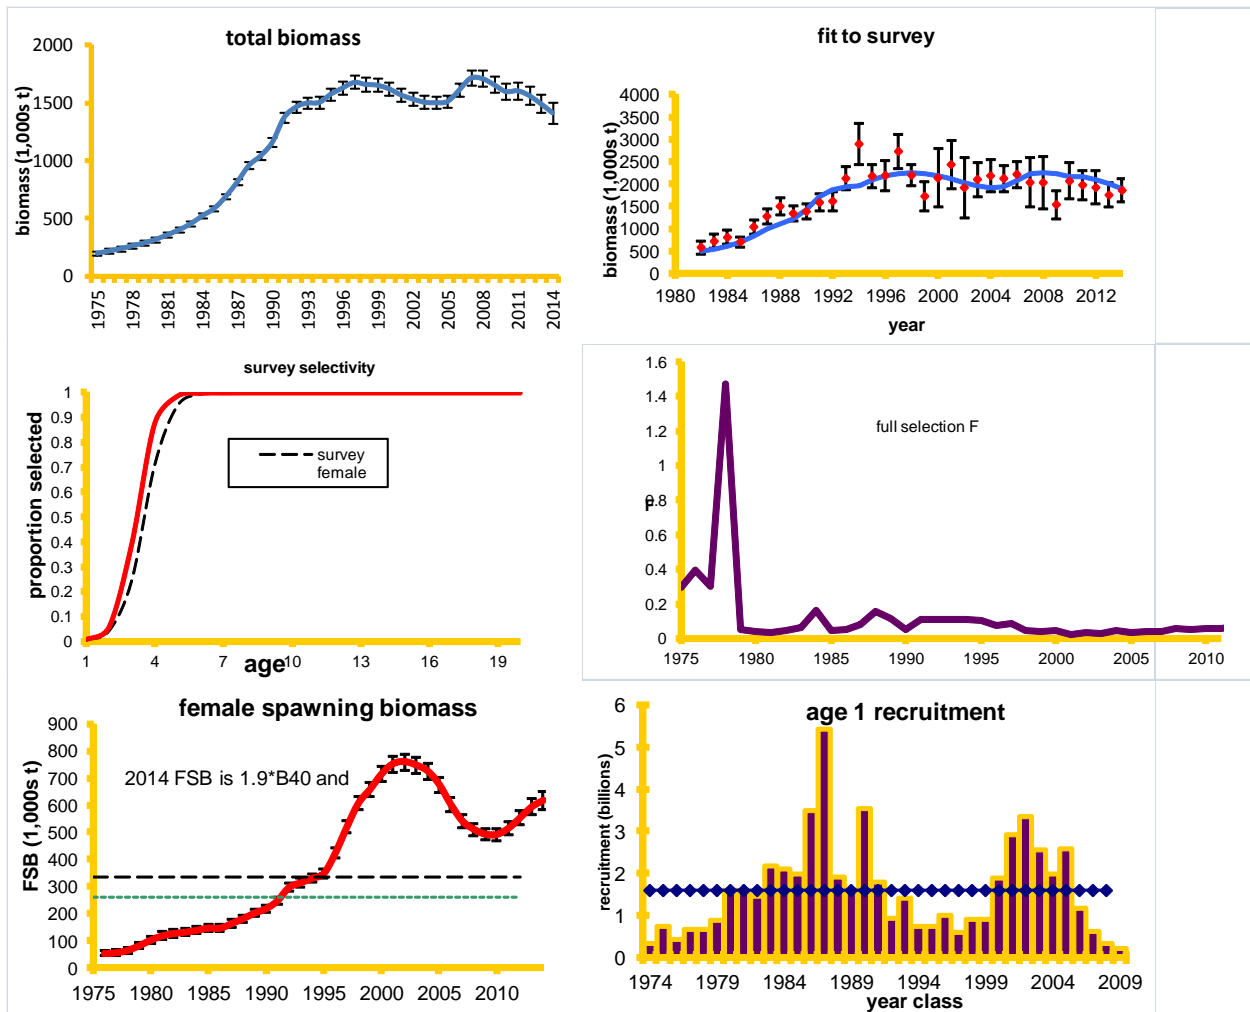 total biomass
biomass (1,000s t)
2000
1500
1000
500
0
1975
1978
1981
1984
1987
1990
1993
1996
1999
2002
2005
2008
2011
2014
fit to survey
biomass (1,000s t)
4000
3500
3000
2500
2000
1500
1000
500
0
1980 1984 1988 1992 1996 2000 2004 2008 2012
year
survey selectivity
proportion selected
1
0.9
0.8
0.7
0.6
0.5
0.4
0.3
0.2
0.1
0
survey
female
1 4 7 10 13 16 19
age
full selection F
F
1.6
1.4
1.2
1
0.8
0.6
0.4
0.2
0
1975 1980 1985 1990 1995 2000 2005 2010
female spawning biomass
FSB (1,000s t)
900
800
700
600
500
400
300
200
100
0
2014 FSB is 1.9*B40 and
1975 1980 1985 1990 1995 2000 2005 2010
age 1 recruitment
recruitment (billions)
6
5
4
3
2
1
0
1974 1979 1984 1989 1994 1999 2004 2009
year class